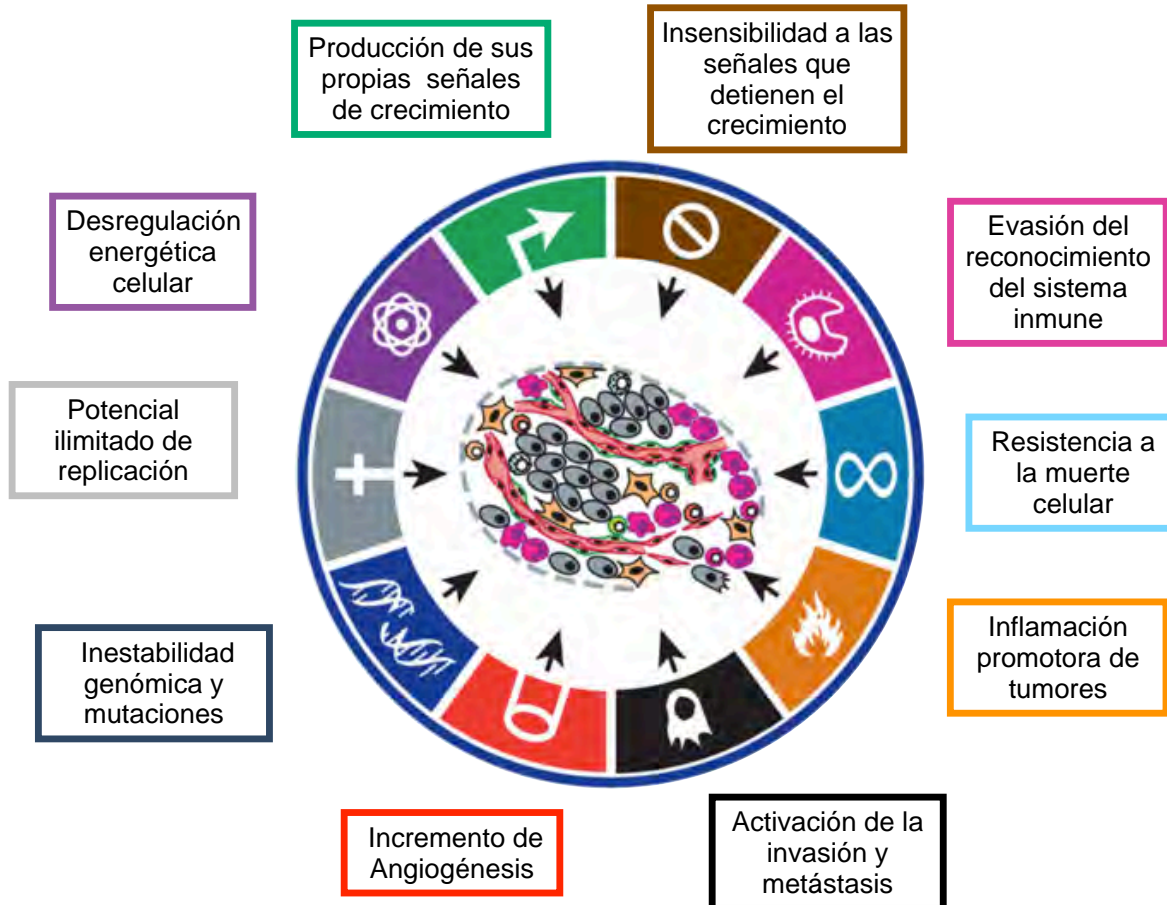 Producción de sus
propias señales
de crecimiento
Insensibilidad a las
señales que
detienen el
crecimiento
Desregulación
energética
celular
Evasión del
reconocimiento
del sistema
inmune
Potencial
ilimitado de
replicación
Resistencia a
la muerte
celular
Inestabilidad
genómica y
mutaciones
Inflamación
promotora de
tumores
Incremento de
Angiogénesis
Activación de la
invasión y
metástasis